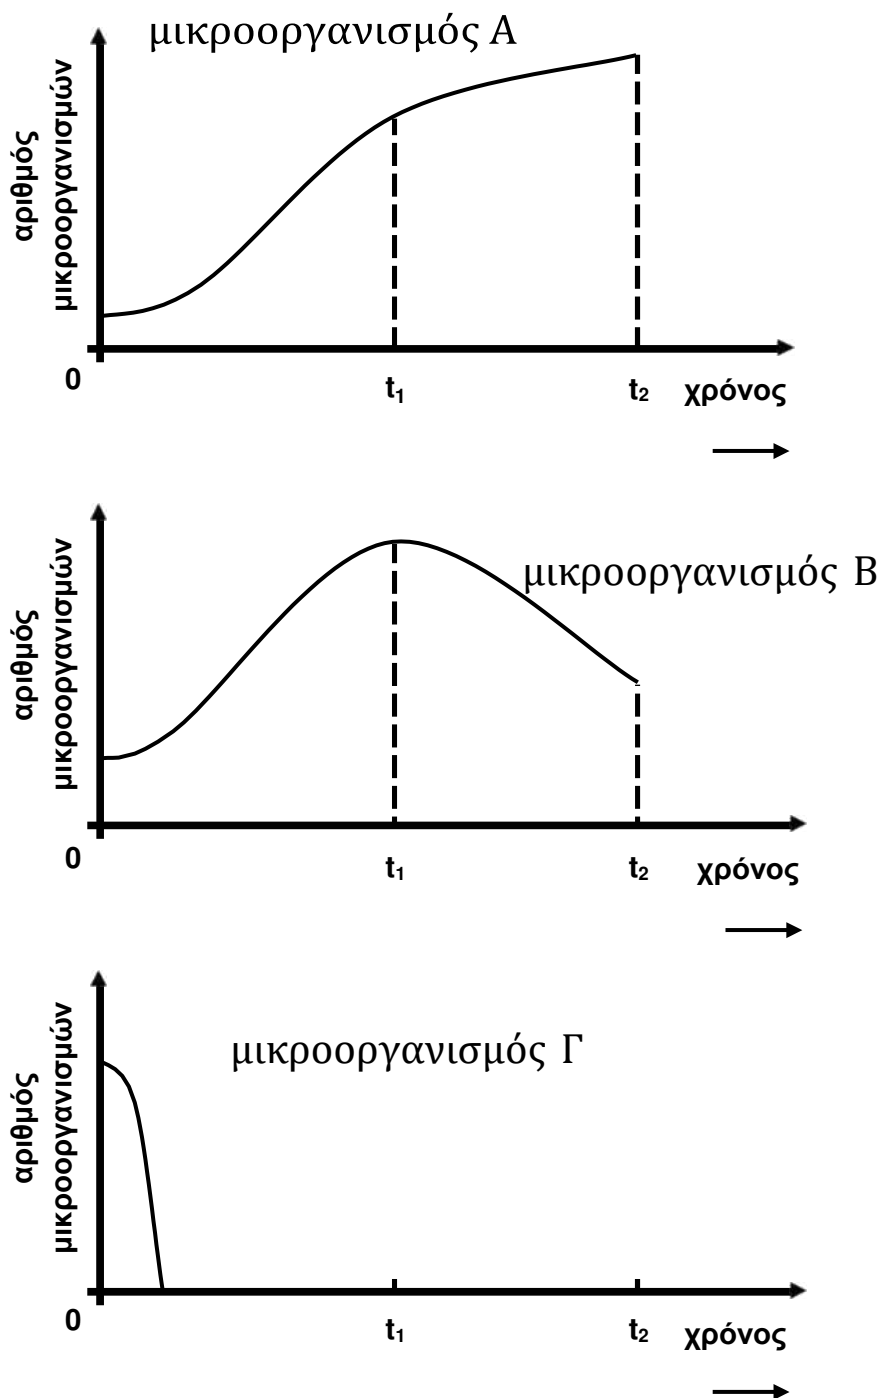 μικροοργανισμός Α
αριθμός
μικροοργανισμών
0
t₁
t₂
χρόνος
μικροοργανισμός Β
αριθμός
μικροοργανισμών
0
t₁
t₂
χρόνος
μικροοργανισμός Γ
αριθμός
μικροοργανισμών
0
t₁
t₂
χρόνος